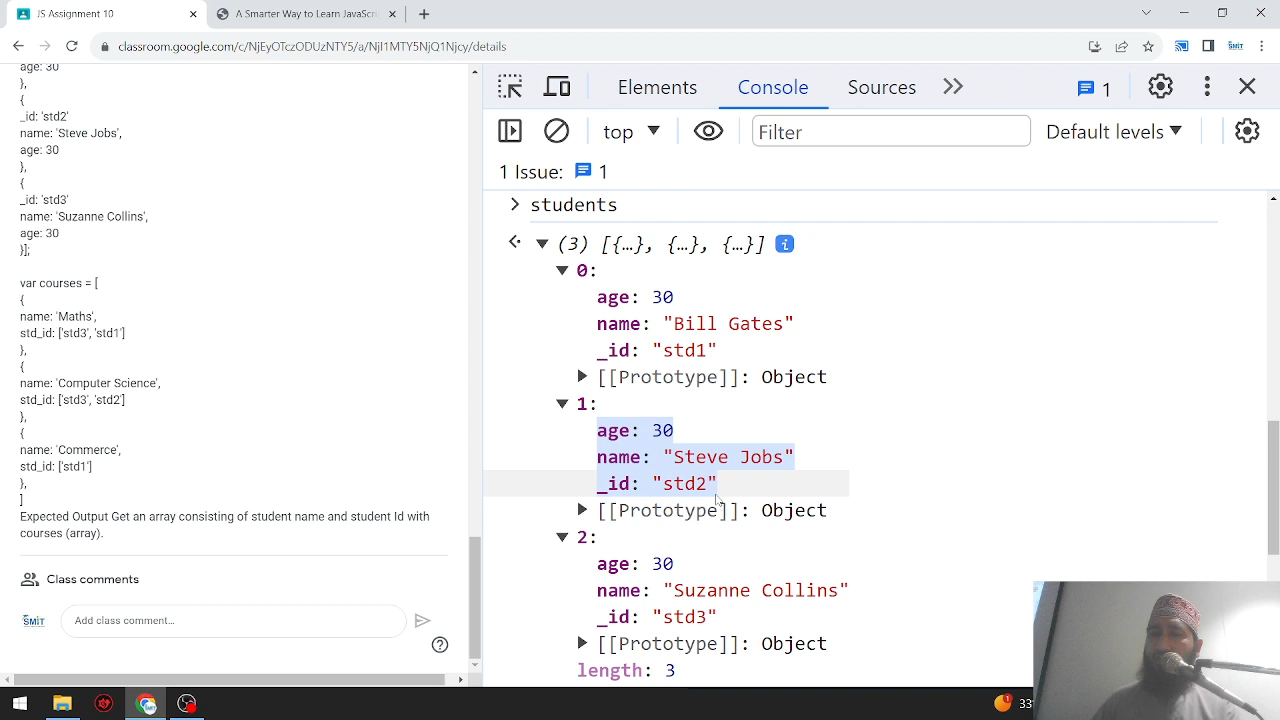 JS Assignment 10
A Smarter Way to Learn JavaScri
classroom.google.com/c/NjEyOTczODUzNTY5/a/NjI1MTY5NjQ1Njcy/details
age: 30
},
{
_id: 'std2'
name: 'Steve Jobs',
age: 30
},
{
_id: 'std3'
name: 'Suzanne Collins',
age: 30
}];
var courses = [
{
name: 'Maths',
std_id: ['std3', 'std1']
},
{
name: 'Computer Science',
std_id: ['std3', 'std2']
},
{
name: 'Commerce',
std_id: ['std1']
},
]
Expected Output Get an array consisting of student name and student Id with
courses (array).
Class comments
SMIT
Add class comment...
Elements Console Sources 1
top Filter Default levels
1 Issue: 1
students
(3) [{…}, {…}, {…}]
0:
age: 30
name: "Bill Gates"
_id: "std1"
[[Prototype]]: Object
1:
age: 30
name: "Steve Jobs"
_id: "std2"
[[Prototype]]: Object
2:
age: 30
name: "Suzanne Collins"
_id: "std3"
[[Prototype]]: Object
length: 3